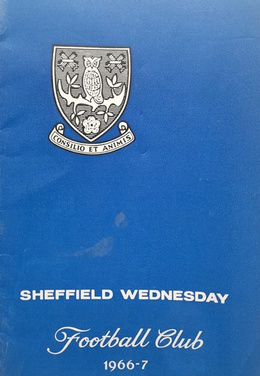 CONSILIO ET ANIMIS
SHEFFIELD WEDNESDAY
Football Club
1966-7